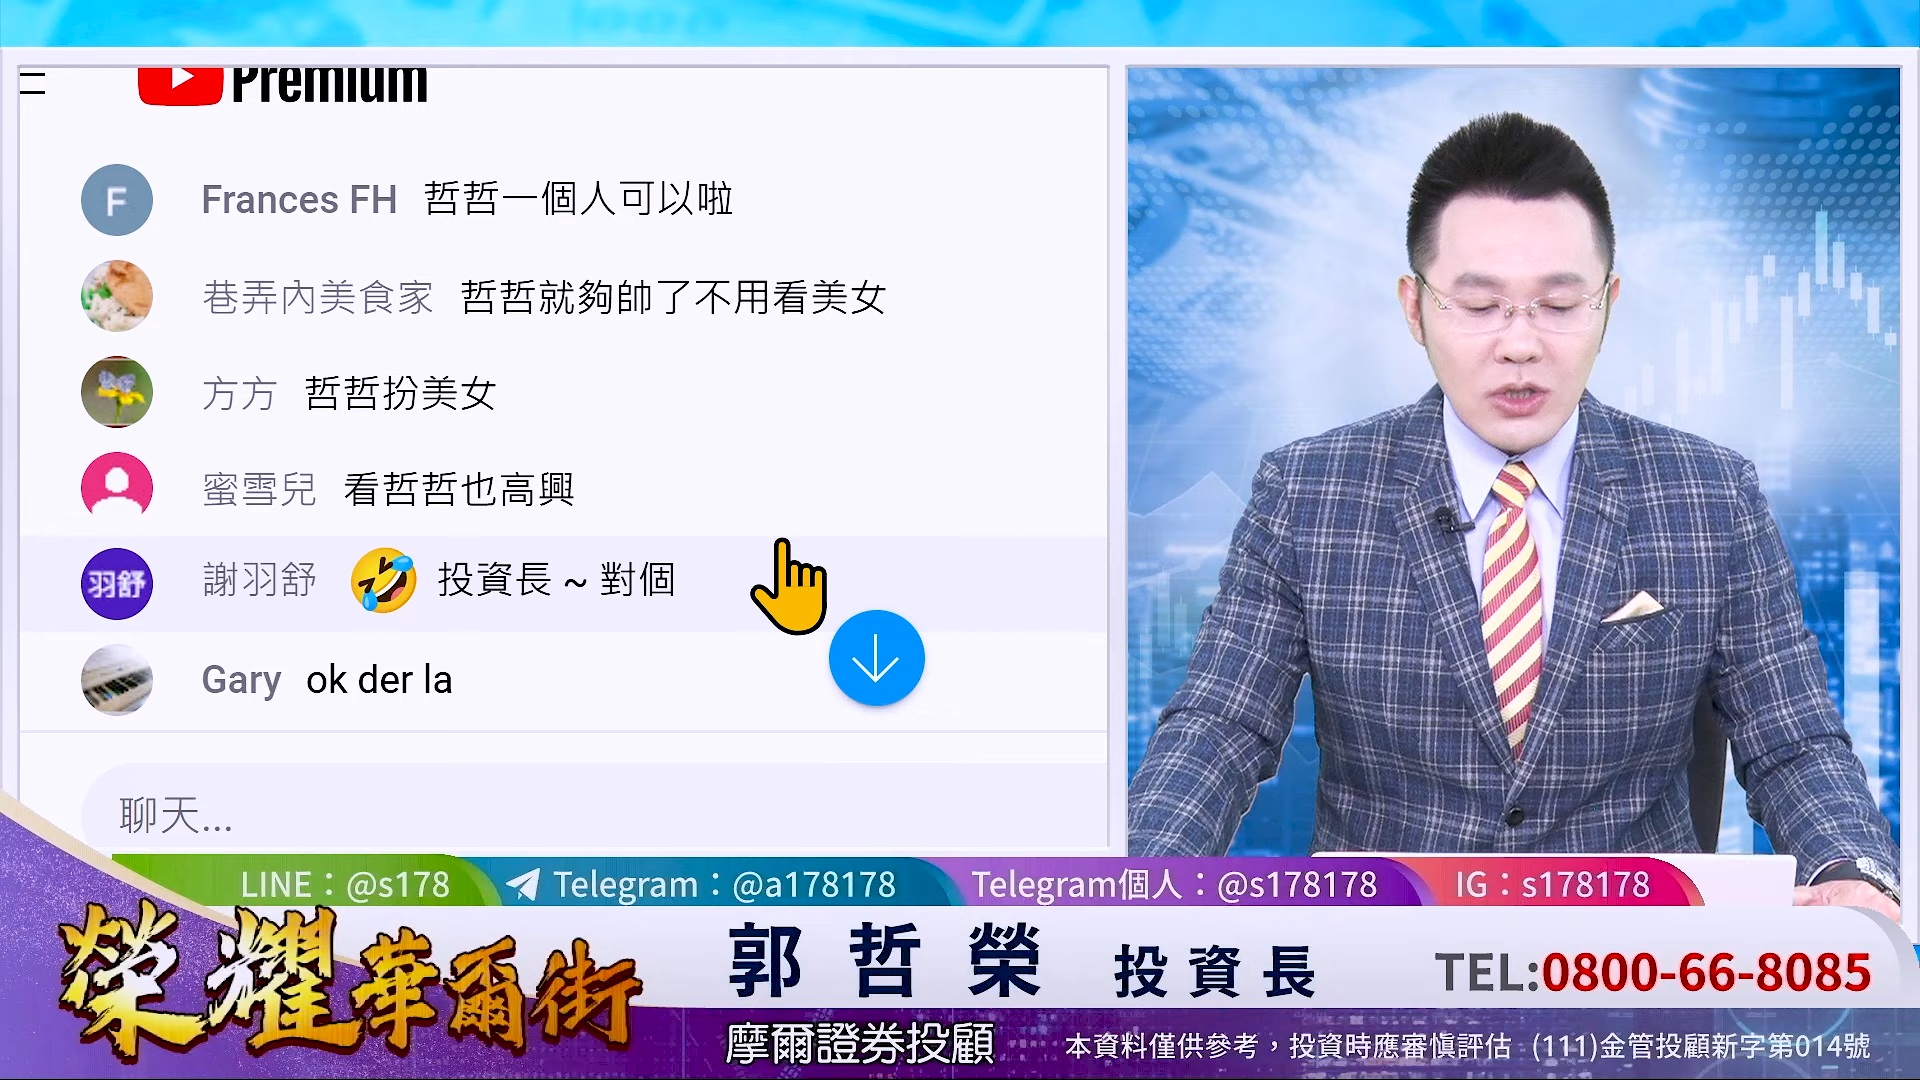 Premium
F Frances FH 哲哲一個人可以啦
巷弄內美食家 哲哲就夠帥了不用看美女
方方 哲哲扮美女
蜜雪兒 看哲哲也高興
羽舒 謝羽舒 🤣 投資長 ~ 對個
Gary ok der la
聊天...
LINE：@s178 Telegram：@a178178 Telegram個人：@s178178 IG：s178178
榮耀華爾街
郭哲榮 投資長 TEL:0800-66-8085
摩爾證券投顧 本資料僅供參考，投資時應審慎評估 (111)金管投顧新字第014號